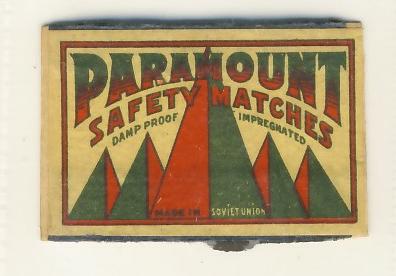 PARAMOUNT
SAFETY MATCHES
DAMP PROOF IMPREGNATED
MADE IN SOVIET UNION